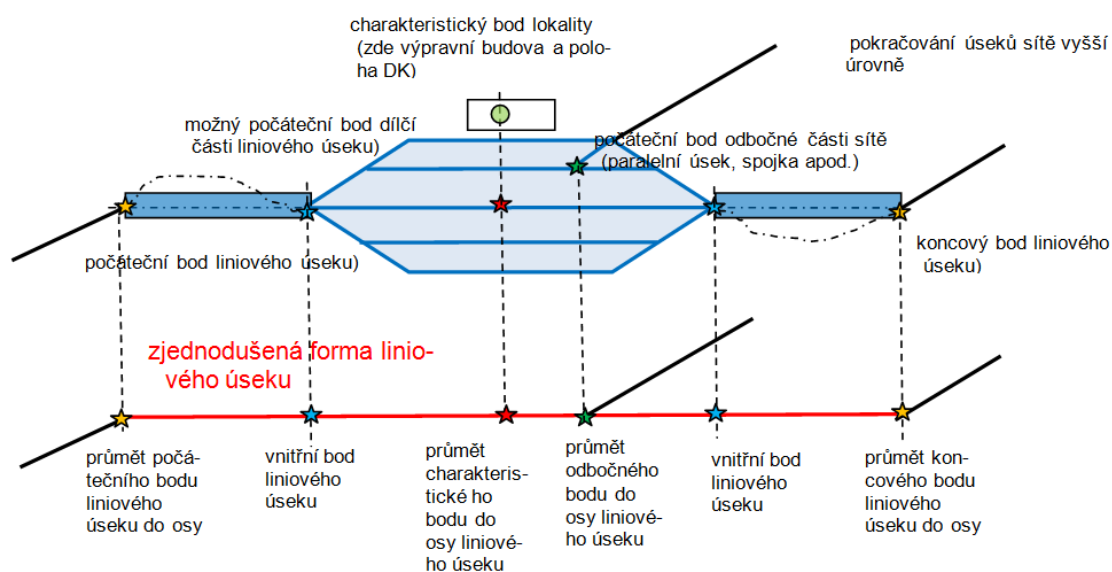 charakteristický bod lokality
(zde výpravní budova a polo-
ha DK)
pokračování úseků sítě vyšší
úrovně
možný počáteční bod dílčí
části liniového úseku)
počáteční bod odbočné části sítě
(paralelní úsek, spojka apod.)
počáteční bod liniového úseku)
koncový bod liniového
úseku)
zjednodušená forma linio-
vého úseku
průmět počá-
tečního bodu
liniového
úseku do osy
vnitřní bod
liniového
úseku
průmět
charakteris-
tické ho
bodu do
osy liniové-
ho úseku
průmět
odbočného
bodu do
osy liniové-
ho úseku
vnitřní bod
liniového
úseku
průmět kon-
cového bodu
liniového
úseku do osy